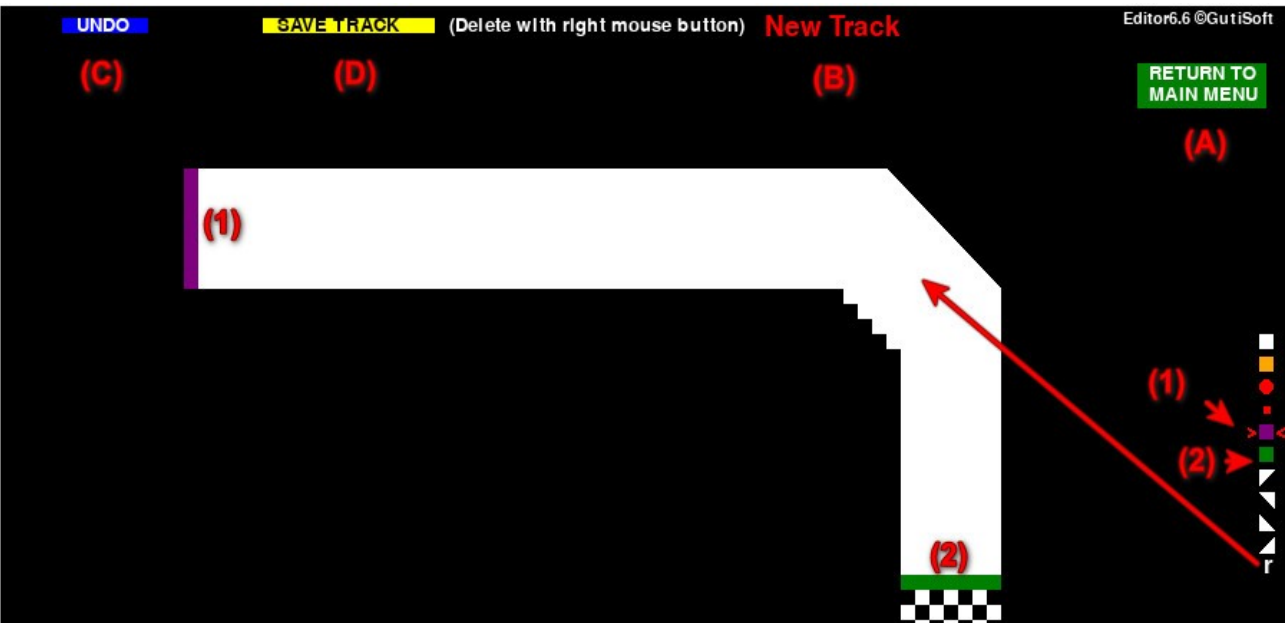 UNDO
SAVE TRACK
(Delete with right mouse button)
New Track
Editor6.6 ©GutiSoft
(C)
(D)
(B)
RETURN TO
MAIN MENU
(A)
(1)
(1)
> <
(2)
(2)
r